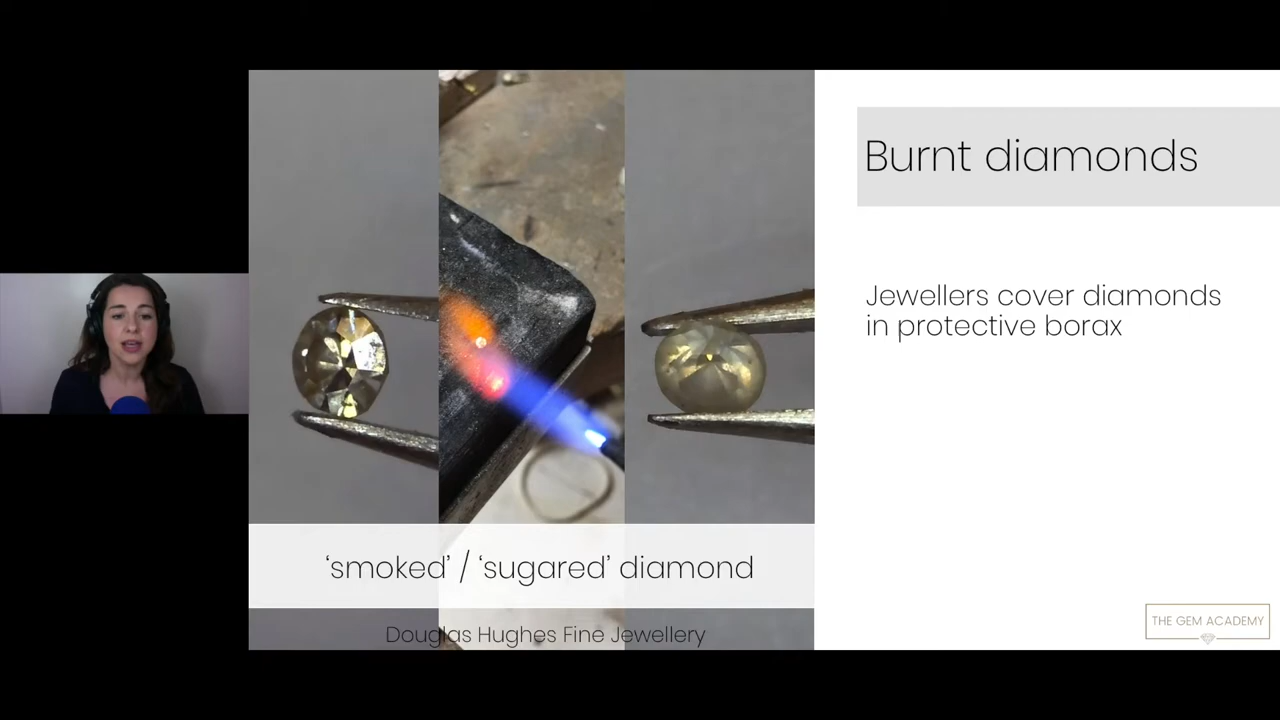 Burnt diamonds
Jewellers cover diamonds
in protective borax
‘smoked’ / ‘sugared’ diamond
Douglas Hughes Fine Jewellery
THE GEM ACADEMY